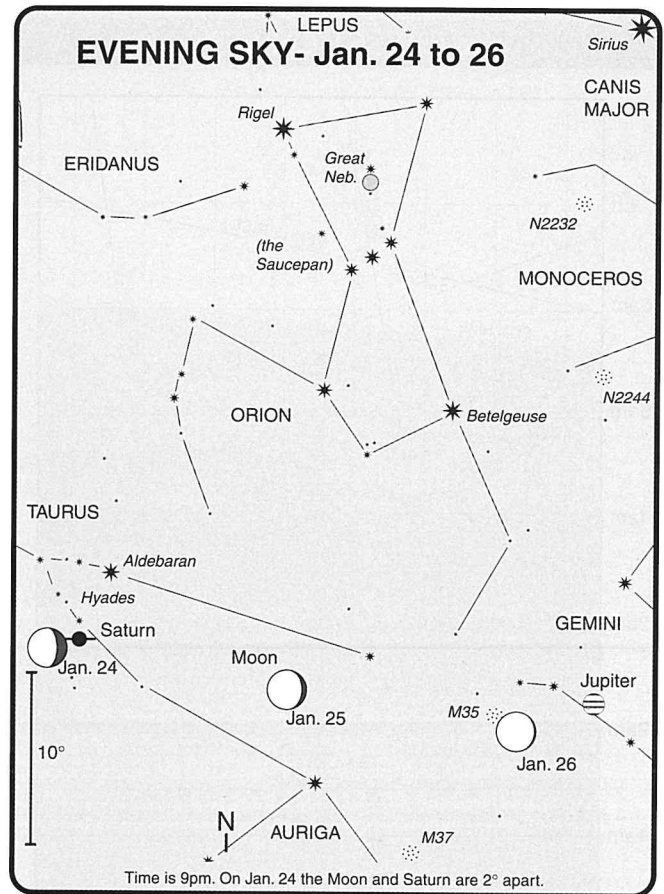 LEPUS
EVENING SKY- Jan. 24 to 26
Sirius
CANIS
MAJOR
Rigel
ERIDANUS
Great
Neb.
N2232
(the
Saucepan)
MONOCEROS
N2244
ORION
Betelgeuse
TAURUS
Aldebaran
Hyades
GEMINI
Saturn
Jan. 24
Moon
Jan. 25
Jupiter
M35
Jan. 26
10°
N
AURIGA
M37
Time is 9pm. On Jan. 24 the Moon and Saturn are 2° apart.